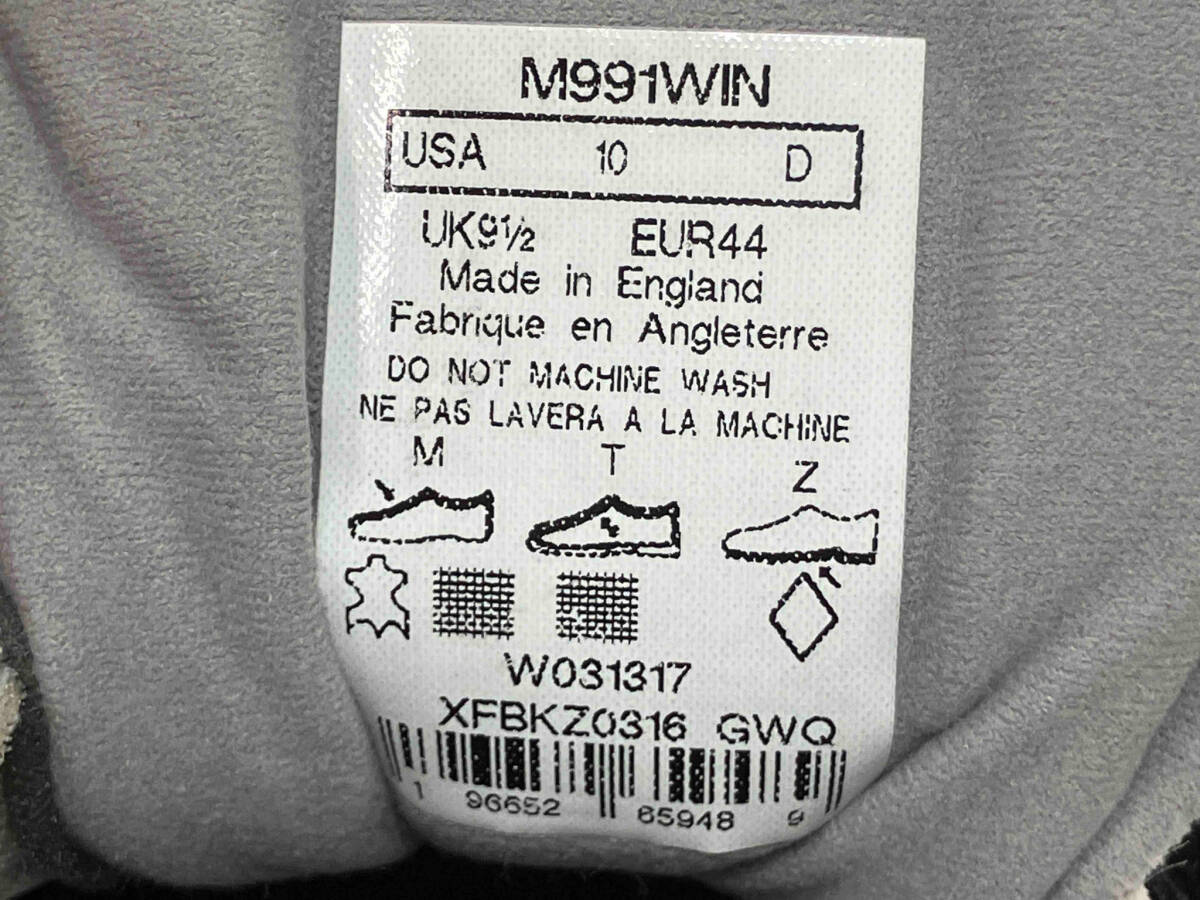 M991WIN
USA 10 D
UK9½ EUR44
Made in England
Fabrique en Angleterre
DO NOT MACHINE WASH
NE PAS LAVERA A LA MACHINE
M T Z
W031317
XFBKZ0316 GWQ
1 96652 65948 9